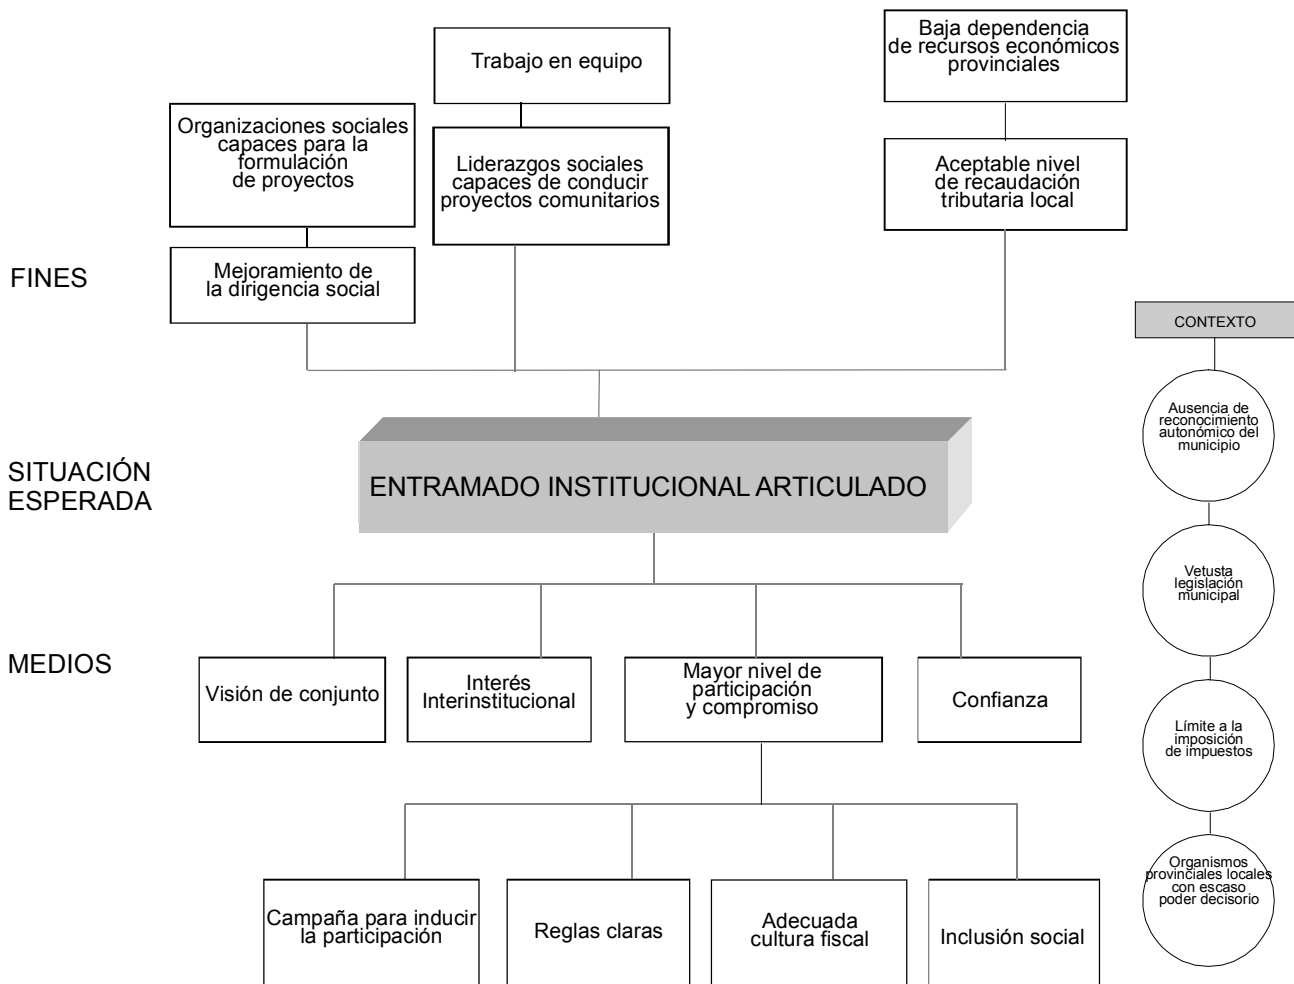 Trabajo en equipo
Baja dependencia
de recursos económicos
provinciales
Organizaciones sociales
capaces para la
formulación
de proyectos
Liderazgos sociales
capaces de conducir
proyectos comunitarios
Aceptable nivel
de recaudación
tributaria local
FINES
Mejoramiento de
la dirigencia social
CONTEXTO
Ausencia de
reconocimiento
autonómico del
municipio
SITUACIÓN
ESPERADA
ENTRAMADO INSTITUCIONAL ARTICULADO
Vetusta
legislación
municipal
MEDIOS
Visión de conjunto
Interés
Interinstitucional
Mayor nivel de
participación
y compromiso
Confianza
Límite a la
imposición
de impuestos
Organismos
provinciales locales
con escaso
poder decisorio
Campaña para inducir
la participación
Reglas claras
Adecuada
cultura fiscal
Inclusión social